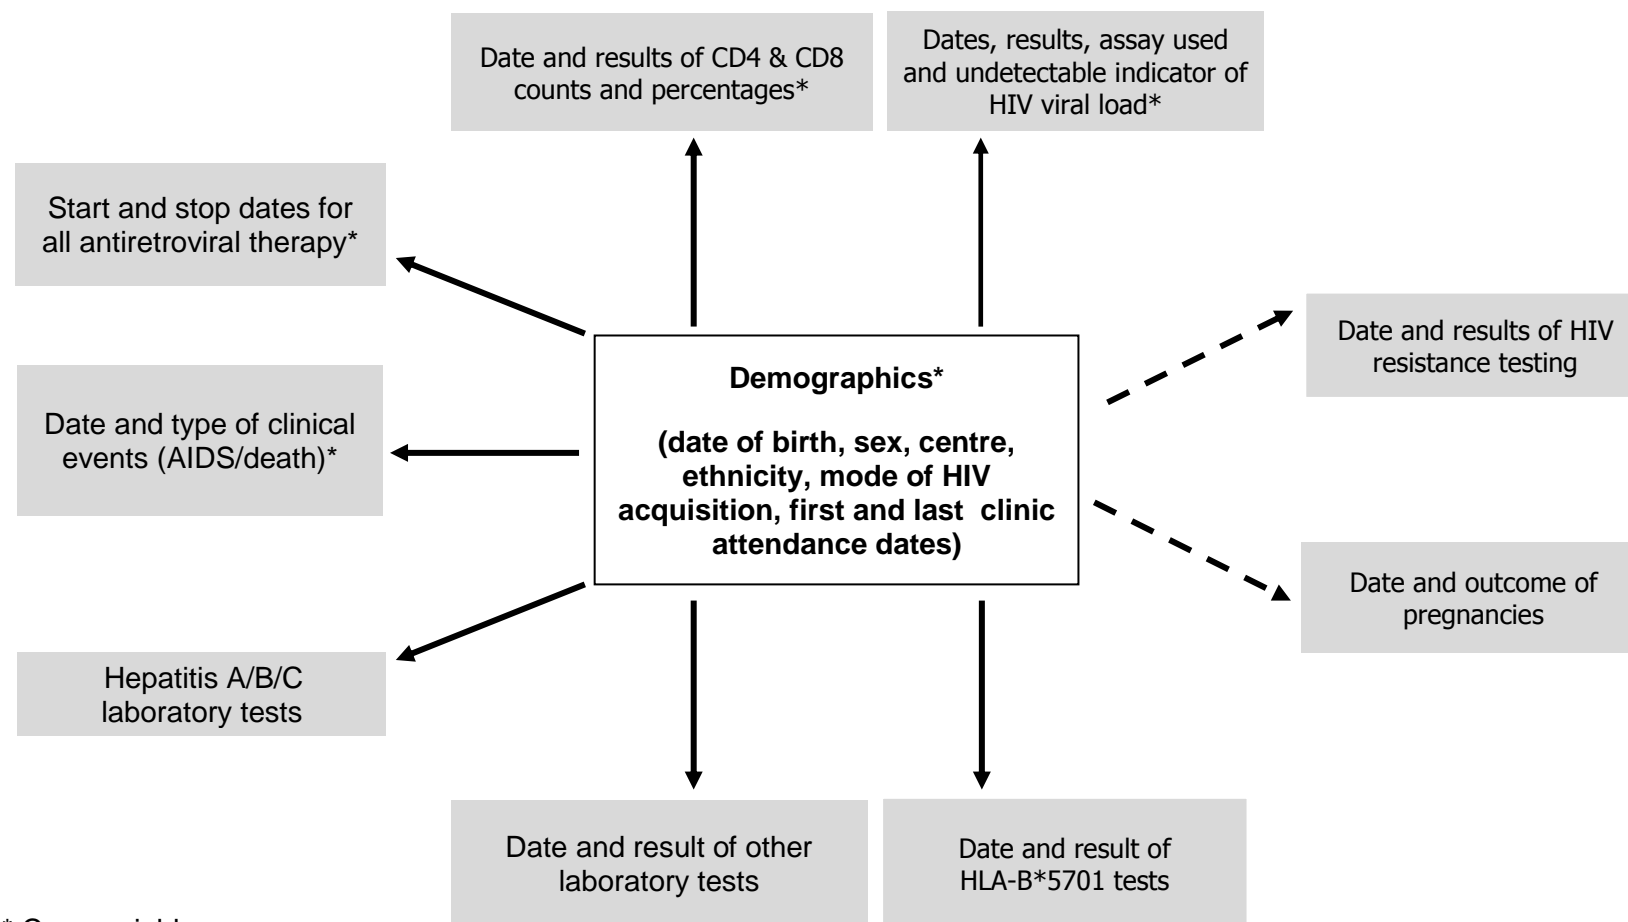 Date and results of CD4 & CD8
counts and percentages*
Dates, results, assay used
and undetectable indicator of
HIV viral load*
Start and stop dates for
all antiretroviral therapy*
Date and results of HIV
resistance testing
Demographics*
(date of birth, sex, centre,
ethnicity, mode of HIV
acquisition, first and last clinic
attendance dates)
Date and type of clinical
events (AIDS/death)*
Date and outcome of
pregnancies
Hepatitis A/B/C
laboratory tests
Date and result of other
laboratory tests
Date and result of
HLA-B*5701 tests